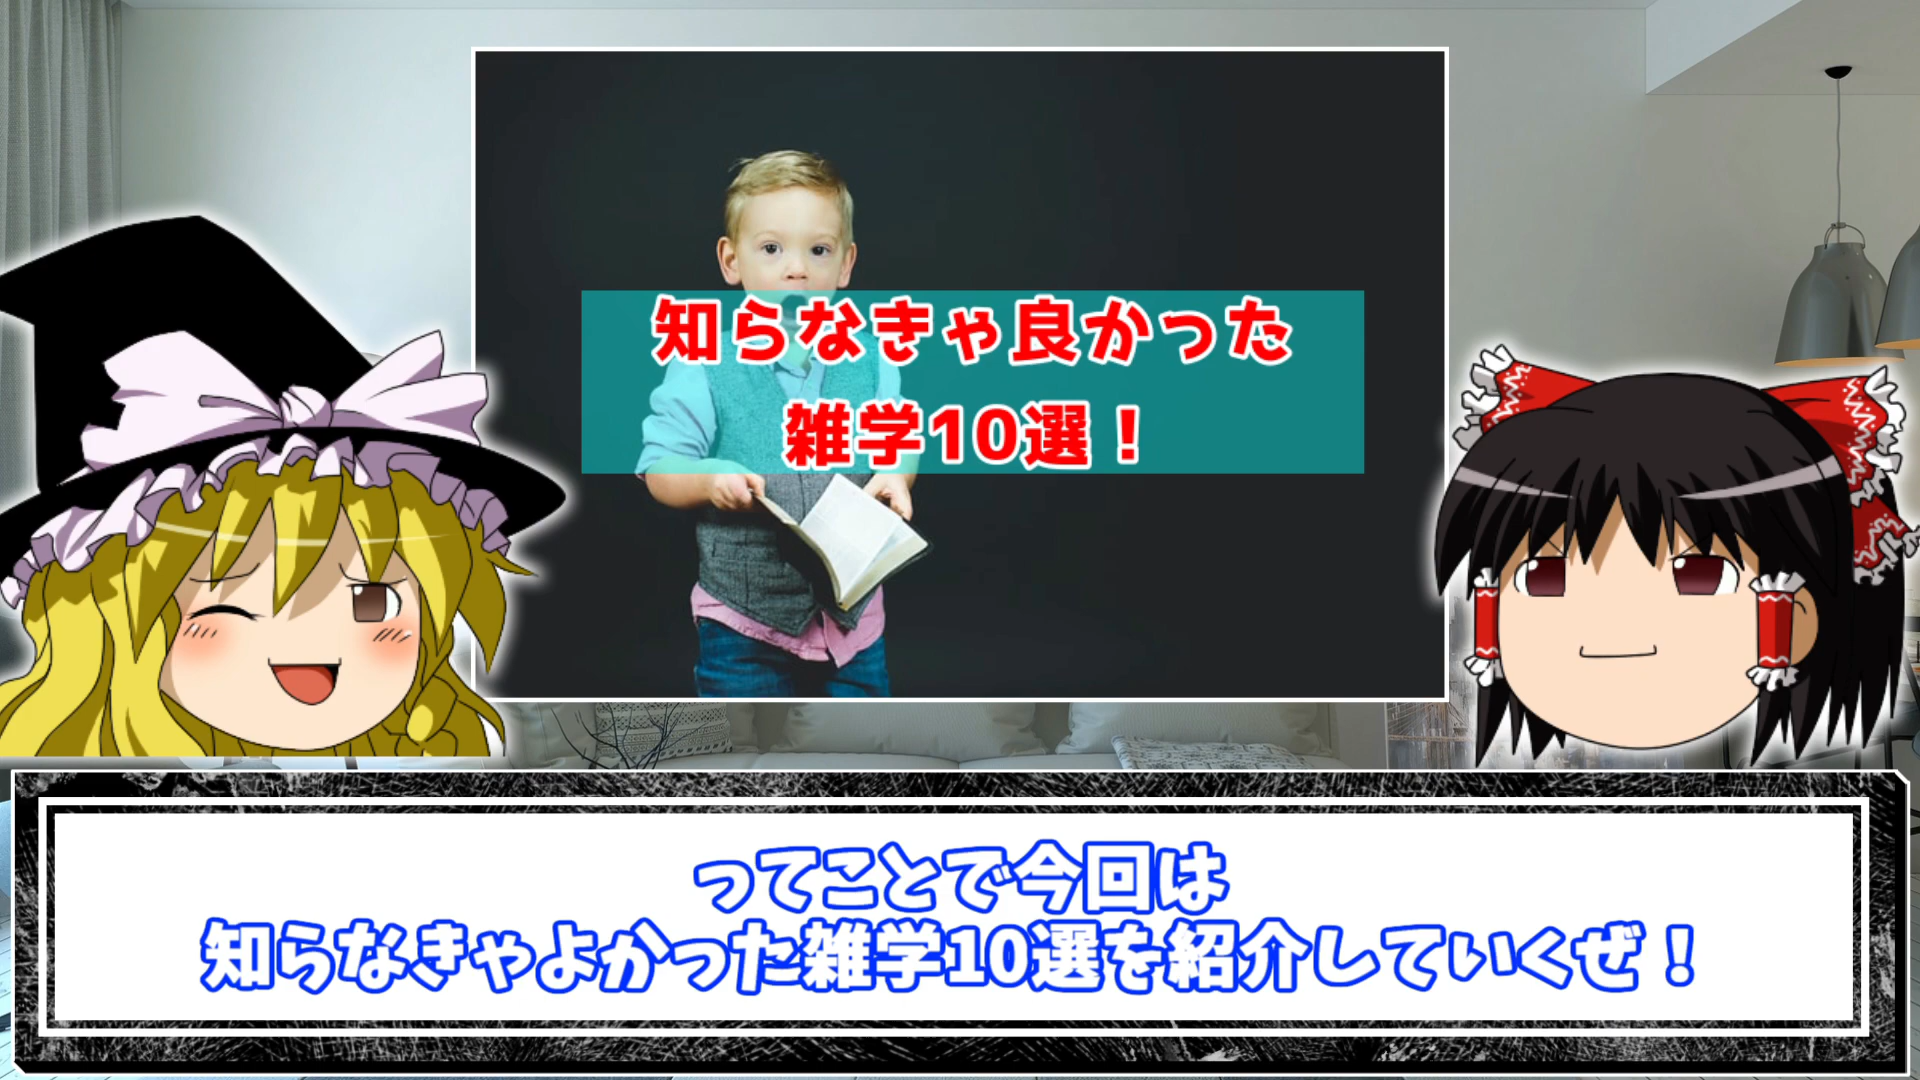 知らなきゃ良かった
雑学10選！
ってことで今回は
知らなきゃよかった雑学10選を紹介していくぜ！